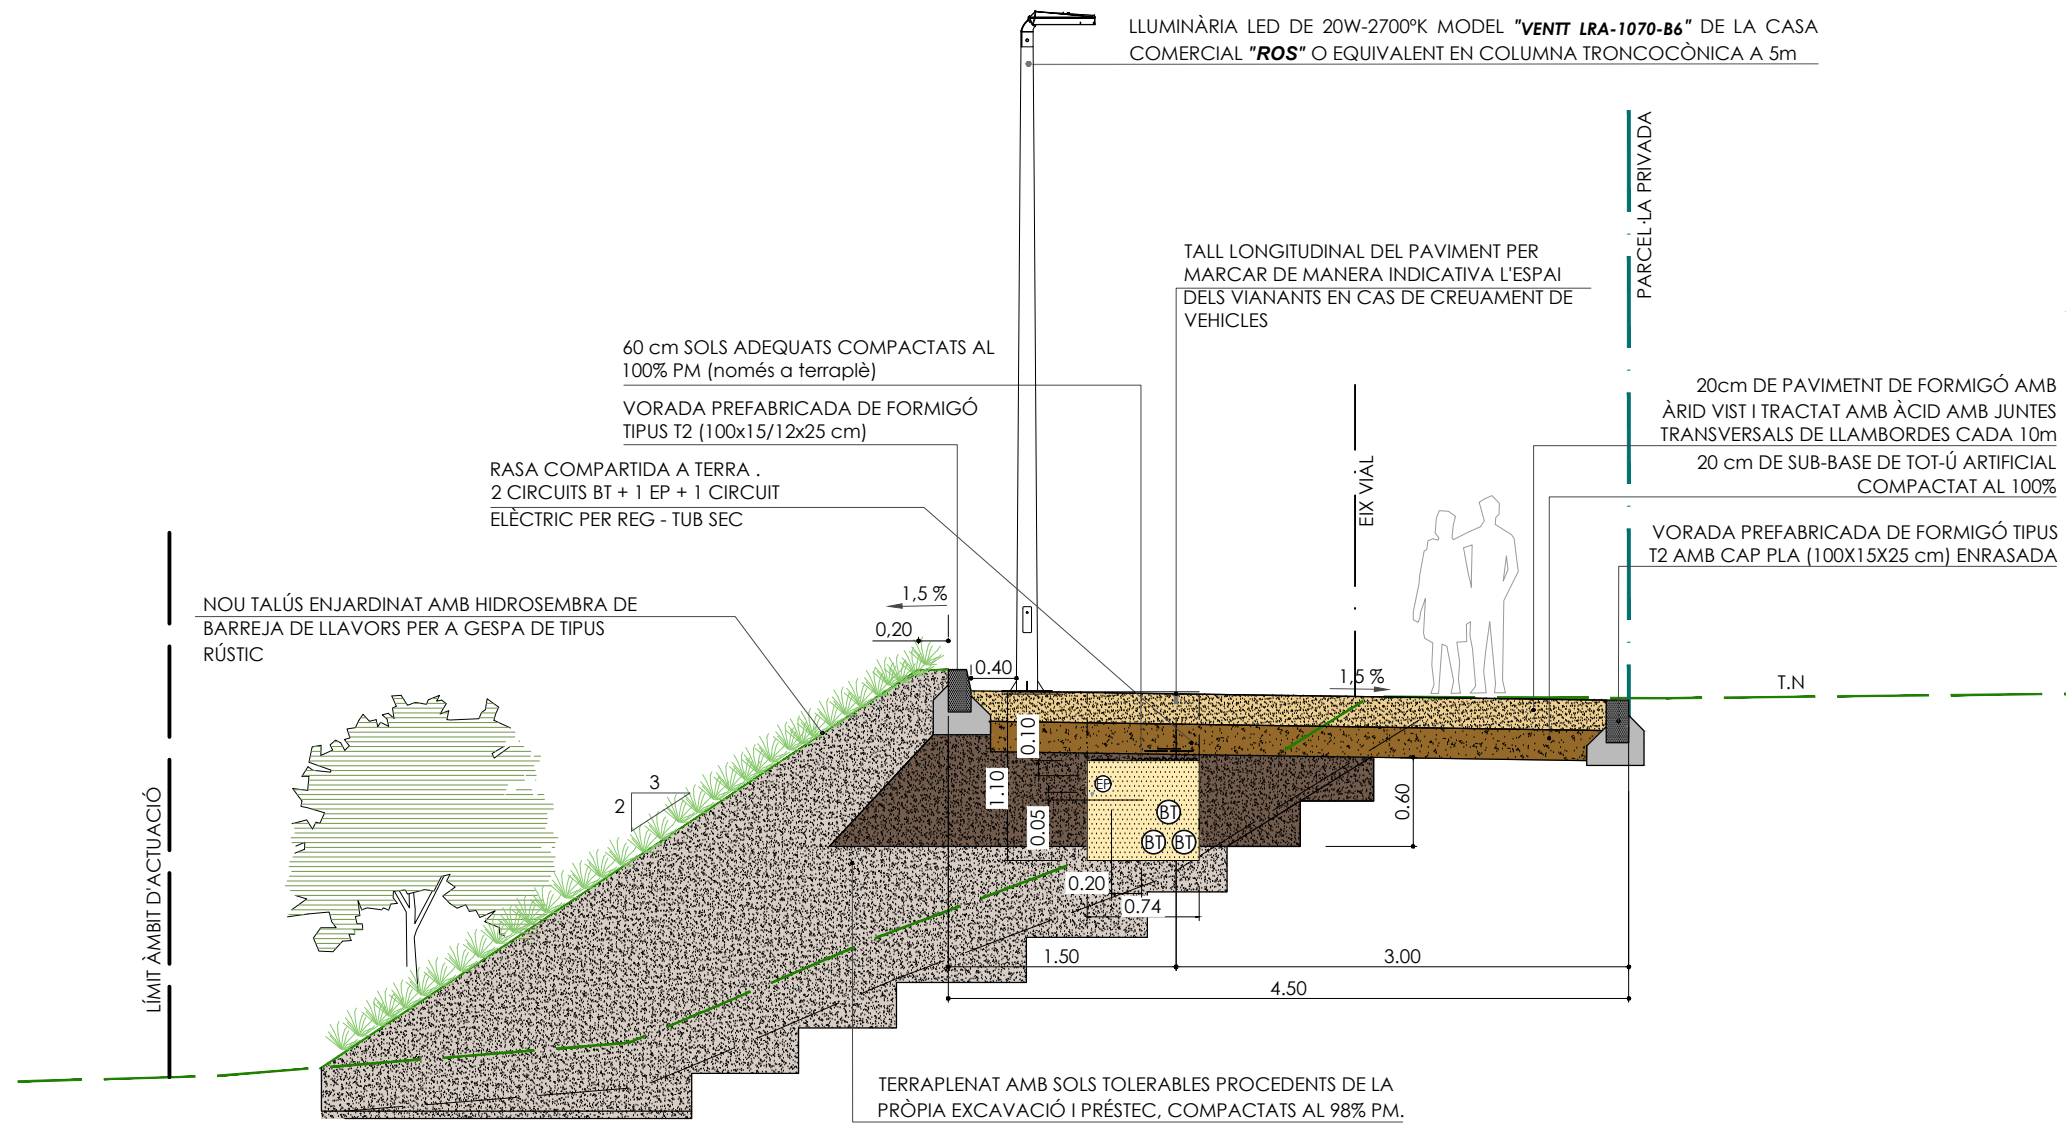 LLUMINÀRIA LED DE 20W-2700ºK MODEL "VENTT LRA-1070-B6" DE LA CASA
COMERCIAL "ROS" O EQUIVALENT EN COLUMNA TRONCOCÒNICA A 5m
PARCEL·LA PRIVADA
TALL LONGITUDINAL DEL PAVIMENT PER
MARCAR DE MANERA INDICATIVA L'ESPAI
DELS VIANANTS EN CAS DE CREUAMENT DE
VEHICLES
60 cm SOLS ADEQUATS COMPACTATS AL
100% PM (només a terraplè)
VORADA PREFABRICADA DE FORMIGÓ
TIPUS T2 (100x15/12x25 cm)
RASA COMPARTIDA A TERRA .
2 CIRCUITS BT + 1 EP + 1 CIRCUIT
ELÈCTRIC PER REG - TUB SEC
20cm DE PAVIMETNT DE FORMIGÓ AMB
ÀRID VIST I TRACTAT AMB ÀCID AMB JUNTES
TRANSVERSALS DE LLAMBORDES CADA 10m
20 cm DE SUB-BASE DE TOT-Ú ARTIFICIAL
COMPACTAT AL 100%
VORADA PREFABRICADA DE FORMIGÓ TIPUS
T2 AMB CAP PLA (100X15X25 cm) ENRASADA
EIX VIÀL
NOU TALÚS ENJARDINAT AMB HIDROSEMBRA DE
BARREJA DE LLAVORS PER A GESPA DE TIPUS
RÚSTIC
1,5 %
0,20
0.40
1,5 %
T.N
0.10
1.10
0.05
EP
BT
BT BT
0.60
3
2
LÍMIT ÀMBIT D'ACTUACIÓ
0.20
0.74
1.50
3.00
4.50
TERRAPLENAT AMB SOLS TOLERABLES PROCEDENTS DE LA
PRÒPIA EXCAVACIÓ I PRÉSTEC, COMPACTATS AL 98% PM.